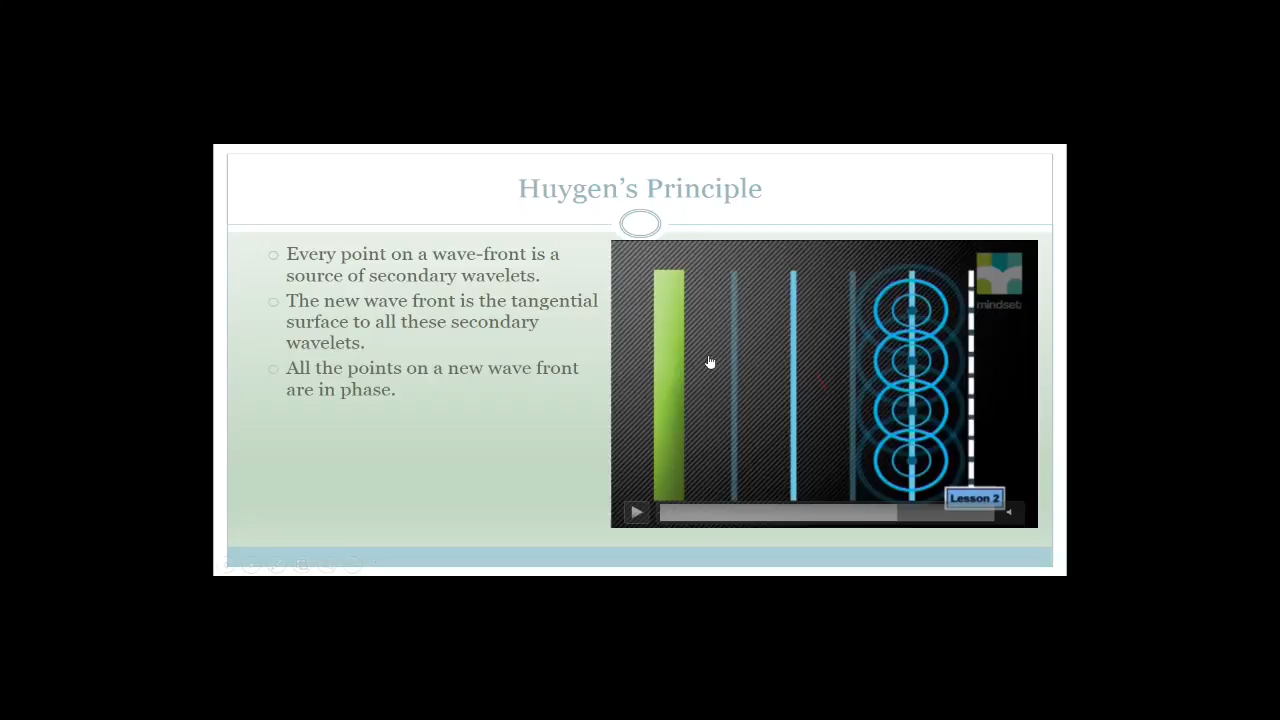 Huygen's Principle
Every point on a wave-front is a
source of secondary wavelets.
The new wave front is the tangential
surface to all these secondary
wavelets.
All the points on a new wave front
are in phase.
mindset
Lesson 2